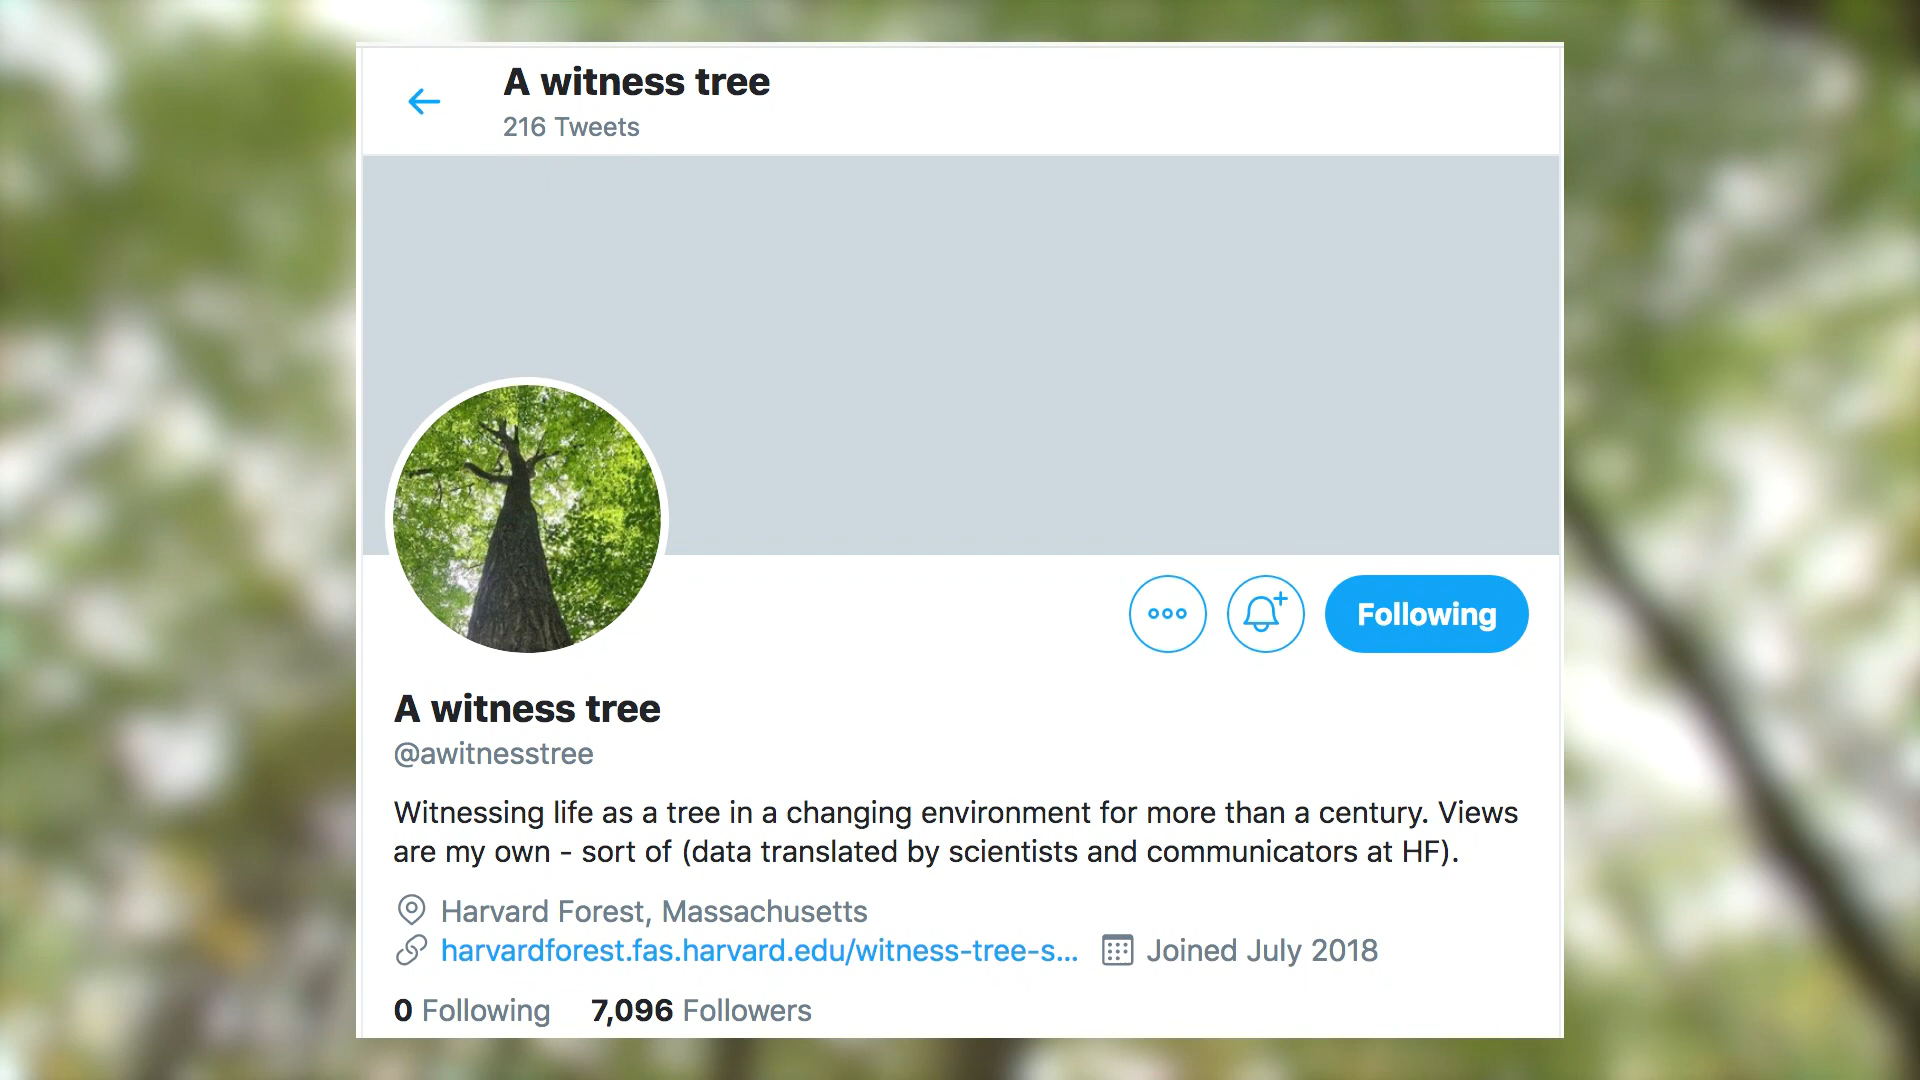 A witness tree
216 Tweets
Following
A witness tree
@awitnesstree
Witnessing life as a tree in a changing environment for more than a century. Views
are my own - sort of (data translated by scientists and communicators at HF).
Harvard Forest, Massachusetts
harvardforest.fas.harvard.edu/witness-tree-s... Joined July 2018
0 Following 7,096 Followers